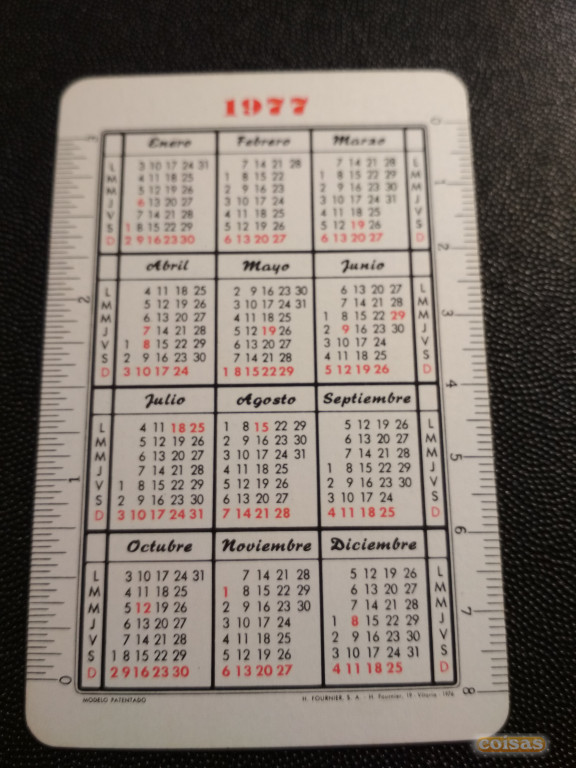 1977
Enero Febrero Marzo
L 3 10 17 24 31 7 14 21 28 7 14 21 28 L
M 4 11 18 25 1 8 15 22 1 8 15 22 29 M
M 5 12 19 26 2 9 16 23 2 9 16 23 30 M
J 6 13 20 27 3 10 17 24 3 10 17 24 31 J
V 7 14 21 28 4 11 18 25 4 11 18 25 V
S 1 8 15 22 29 5 12 19 26 5 12 19 26 S
D 2 9 16 23 30 6 13 20 27 6 13 20 27 D
Abril Mayo Junio
L 4 11 18 25 2 9 16 23 30 6 13 20 27 L
M 5 12 19 26 3 10 17 24 31 7 14 21 28 M
M 6 13 20 27 4 11 18 25 1 8 15 22 29 M
J 7 14 21 28 5 12 19 26 2 9 16 23 30 J
V 1 8 15 22 29 6 13 20 27 3 10 17 24 V
S 2 9 16 23 30 7 14 21 28 4 11 18 25 S
D 3 10 17 24 1 8 15 22 29 5 12 19 26 D
Julio Agosto Septiembre
L 4 11 18 25 1 8 15 22 29 5 12 19 26 L
M 5 12 19 26 2 9 16 23 30 6 13 20 27 M
M 6 13 20 27 3 10 17 24 31 7 14 21 28 M
J 7 14 21 28 4 11 18 25 1 8 15 22 29 J
V 1 8 15 22 29 5 12 19 26 2 9 16 23 30 V
S 2 9 16 23 30 6 13 20 27 3 10 17 24 S
D 3 10 17 24 31 7 14 21 28 4 11 18 25 D
Octubre Noviembre Diciembre
L 3 10 17 24 31 7 14 21 28 5 12 19 26 L
M 4 11 18 25 1 8 15 22 29 6 13 20 27 M
M 5 12 19 26 2 9 16 23 30 7 14 21 28 M
J 6 13 20 27 3 10 17 24 1 8 15 22 29 J
V 7 14 21 28 4 11 18 25 2 9 16 23 30 V
S 1 8 15 22 29 5 12 19 26 3 10 17 24 31 S
D 2 9 16 23 30 6 13 20 27 4 11 18 25 D
MODELO PATENTADO H. FOURNIER, S. A. - H. Fournier, 19 - Vitoria - 1976
0 1 2 3 4 5 6 7 8
0 1 2
coisas